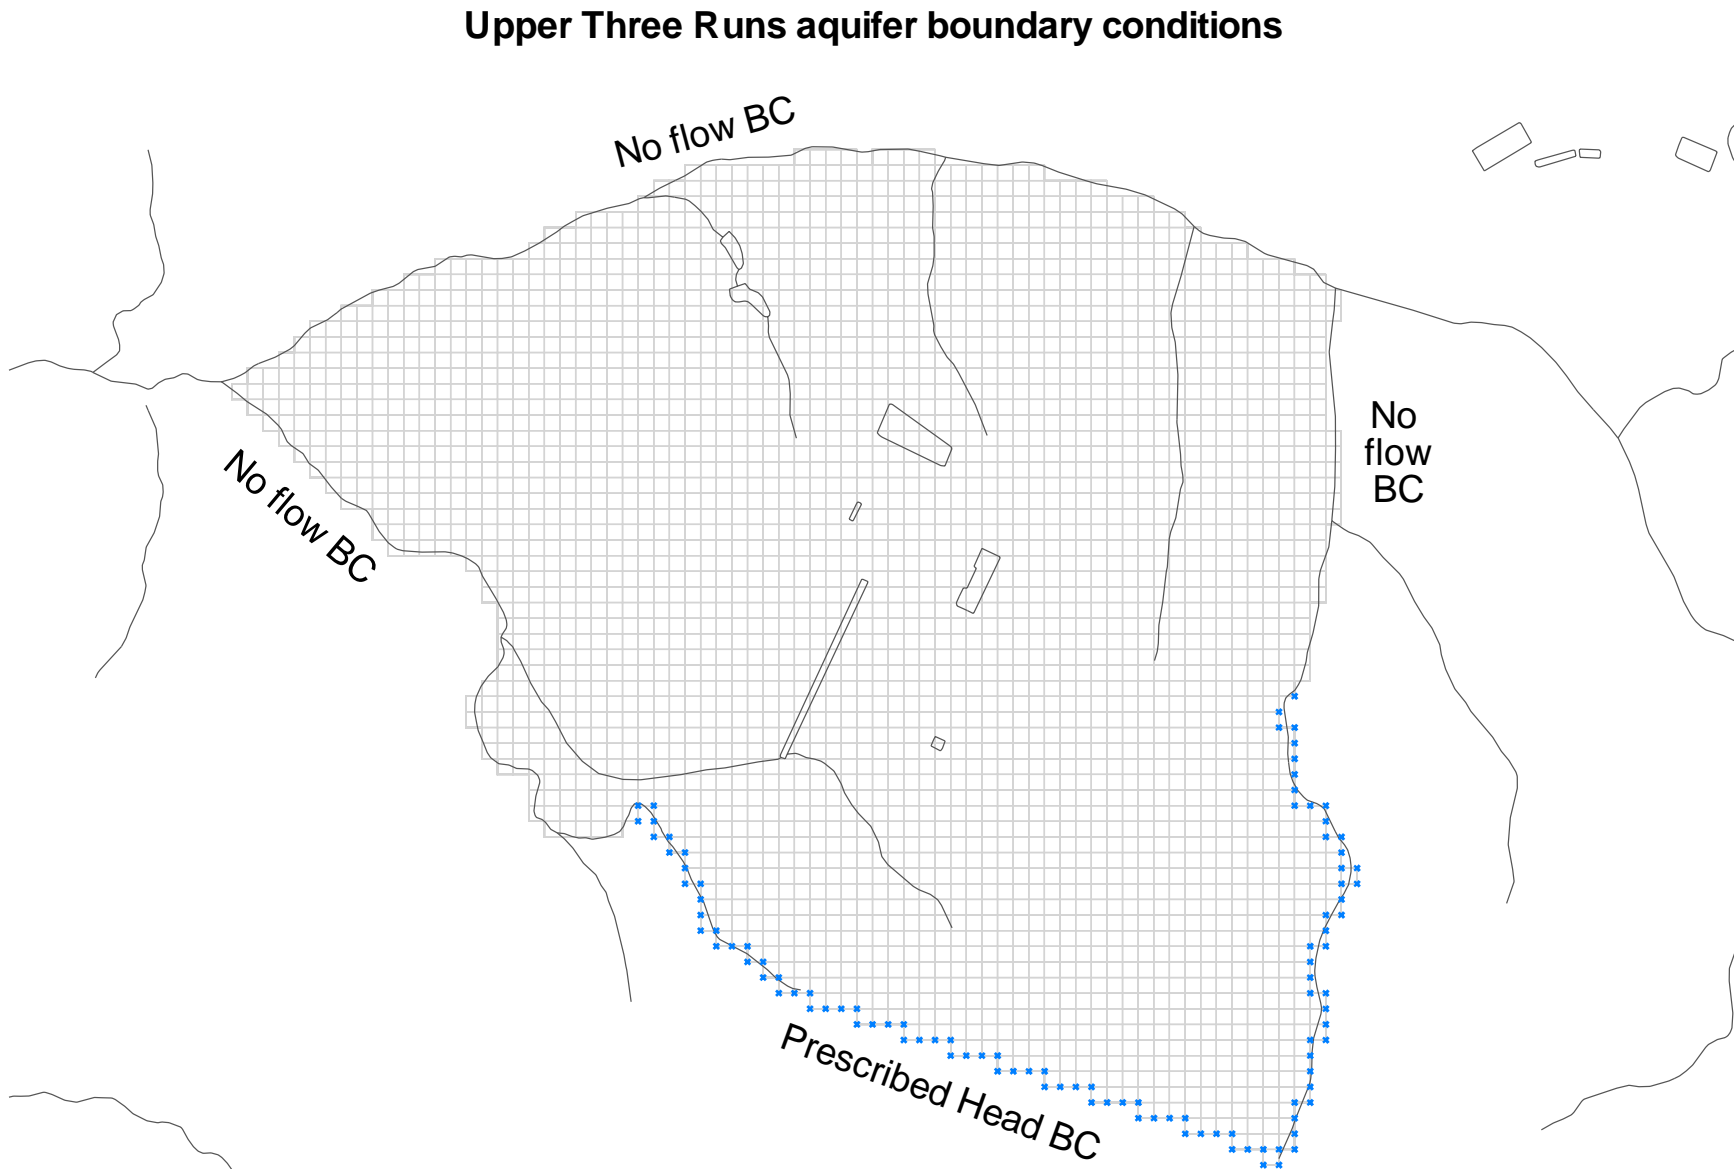 Upper Three Runs aquifer boundary conditions
No flow BC
No
flow
BC
No flow BC
Prescribed Head BC